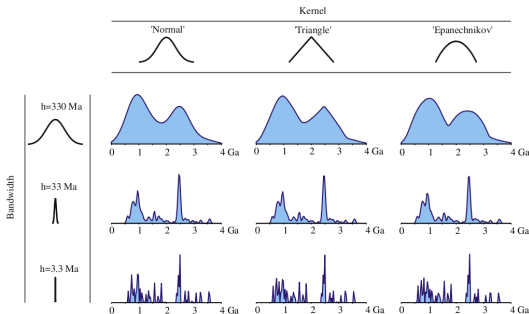 Kernel
'Normal' 'Triangle' 'Epanechnikov'
Bandwidth
h=330 Ma
0 1 2 3 4 Ga 0 1 2 3 4 Ga 0 1 2 3 4 Ga
h=33 Ma
0 1 2 3 4 Ga 0 1 2 3 4 Ga 0 1 2 3 4 Ga
h=3.3 Ma
0 1 2 3 4 Ga 0 1 2 3 4 Ga 0 1 2 3 4 Ga